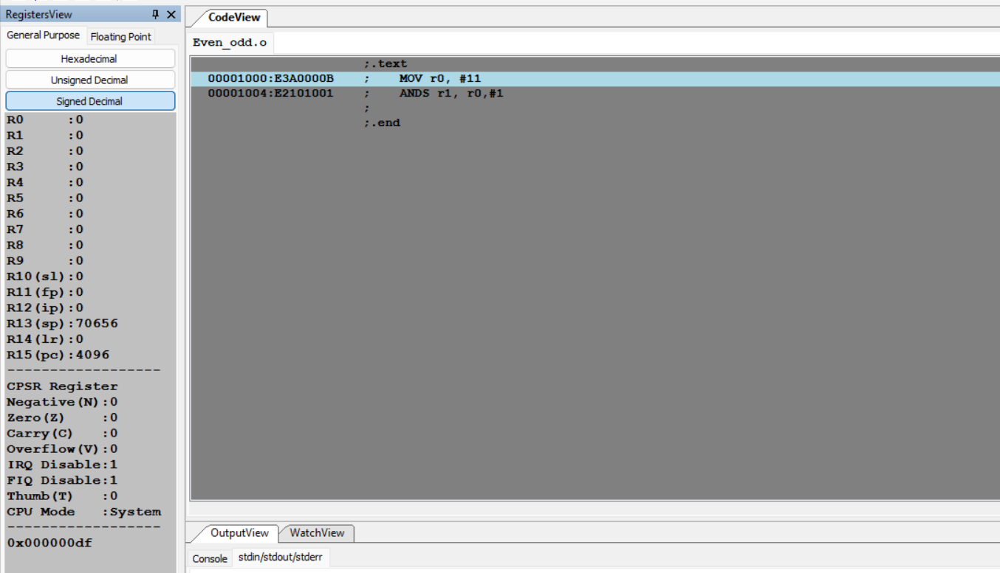 RegistersView
General Purpose Floating Point
Hexadecimal
Unsigned Decimal
Signed Decimal
R0      :0
R1      :0
R2      :0
R3      :0
R4      :0
R5      :0
R6      :0
R7      :0
R8      :0
R9      :0
R10(sl):0
R11(fp):0
R12(ip):0
R13(sp):70656
R14(lr):0
R15(pc):4096
------------------
CPSR Register
Negative(N):0
Zero(Z)    :0
Carry(C)   :0
Overflow(V):0
IRQ Disable:1
FIQ Disable:1
Thumb(T)   :0
CPU Mode   :System
------------------
0x000000df
CodeView
Even_odd.o
;.text
00001000:E3A0000B    ;    MOV r0, #11
00001004:E2101001    ;    ANDS r1, r0,#1
;
;.end
OutputView WatchView
Console stdin/stdout/stderr